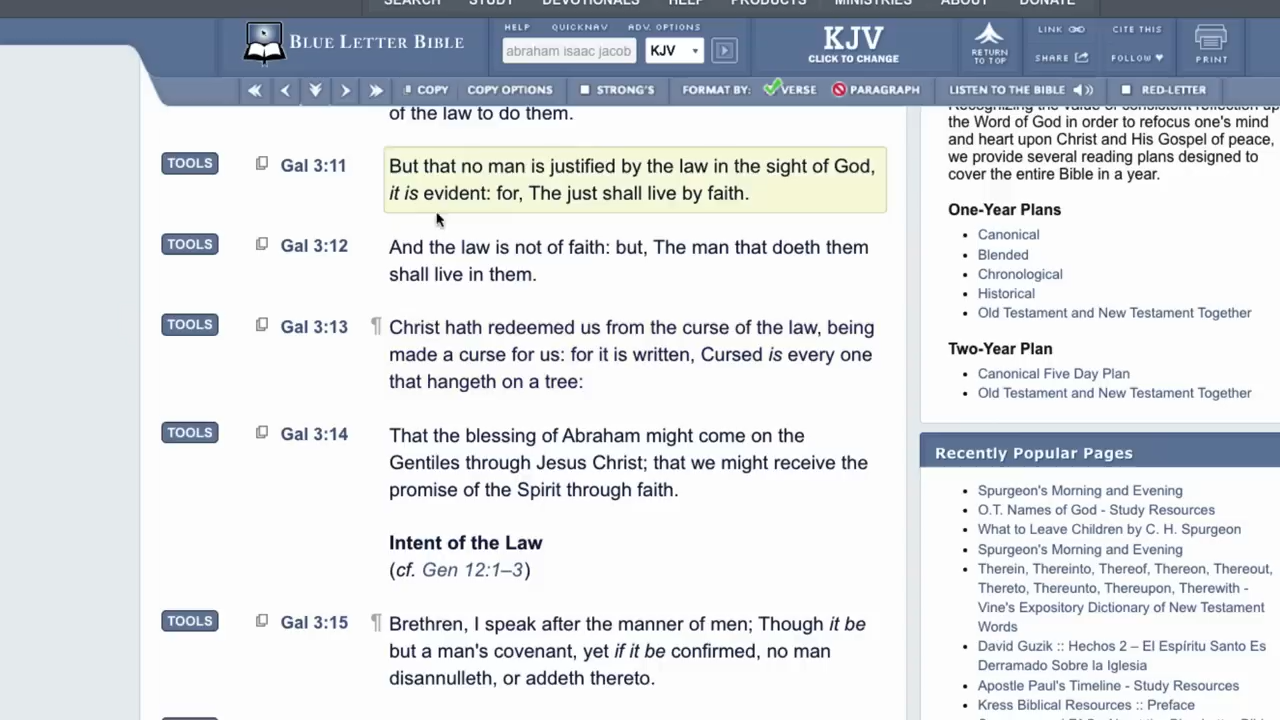 SEARCH STUDY DEVOTIONALS HELP PRODUCTS MINISTRIES ABOUT DONATE
BLUE LETTER BIBLE
HELP QUICKNAV ADV. OPTIONS
abraham isaac jacob KJV
KJV
CLICK TO CHANGE
RETURN
TO TOP
LINK
SHARE
CITE THIS
FOLLOW
PRINT
COPY COPY OPTIONS STRONG'S FORMAT BY: VERSE PARAGRAPH LISTEN TO THE BIBLE RED-LETTER
of the law to do them.
TOOLS Gal 3:11 But that no man is justified by the law in the sight of God,
it is evident: for, The just shall live by faith.
TOOLS Gal 3:12 And the law is not of faith: but, The man that doeth them
shall live in them.
TOOLS Gal 3:13 ¶ Christ hath redeemed us from the curse of the law, being
made a curse for us: for it is written, Cursed is every one
that hangeth on a tree:
TOOLS Gal 3:14 That the blessing of Abraham might come on the
Gentiles through Jesus Christ; that we might receive the
promise of the Spirit through faith.
Intent of the Law
(cf. Gen 12:1–3)
TOOLS Gal 3:15 ¶ Brethren, I speak after the manner of men; Though it be
but a man's covenant, yet if it be confirmed, no man
disannulleth, or addeth thereto.
Recognizing the value of consistent reflection up
the Word of God in order to refocus one's mind
and heart upon Christ and His Gospel of peace,
we provide several reading plans designed to
cover the entire Bible in a year.
One-Year Plans
• Canonical
• Blended
• Chronological
• Historical
• Old Testament and New Testament Together
Two-Year Plan
• Canonical Five Day Plan
• Old Testament and New Testament Together
Recently Popular Pages
• Spurgeon's Morning and Evening
• O.T. Names of God - Study Resources
• What to Leave Children by C. H. Spurgeon
• Spurgeon's Morning and Evening
• Therein, Thereinto, Thereof, Thereon, Thereout,
Thereto, Thereunto, Thereupon, Therewith -
Vine's Expository Dictionary of New Testament
Words
• David Guzik :: Hechos 2 – El Espíritu Santo Es
Derramado Sobre la Iglesia
• Apostle Paul's Timeline - Study Resources
• Kress Biblical Resources :: Preface